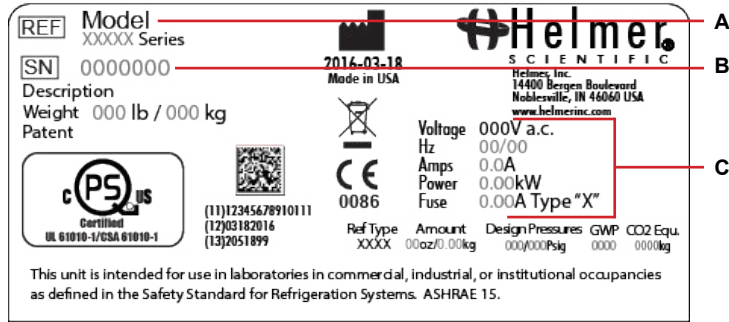 REF Model
XXXXX Series
SN 0000000
Description
Weight 000 lb / 000 kg
Patent
2016-03-18
Made in USA
Helmer®
SCIENTIFIC
Helmer, Inc.
14400 Bergen Boulevard
Noblesville, IN 46060 USA
www.helmerinc.com
A
B
Voltage 000V a.c.
Hz 00/00
Amps 0.0A
Power 0.00kW
Fuse 0.00A Type “X”
C
c PS US
Certified
UL 61010-1/CSA 61010-1
(11)12345678910111
(12)03182016
(13)2051899
CE
0086
Ref Type Amount Design Pressures GWP CO2 Equ.
XXXX 00oz/0.00kg 000/000Psig 0000 0000kg
This unit is intended for use in laboratories in commercial, industrial, or institutional occupancies
as defined in the Safety Standard for Refrigeration Systems. ASHRAE 15.